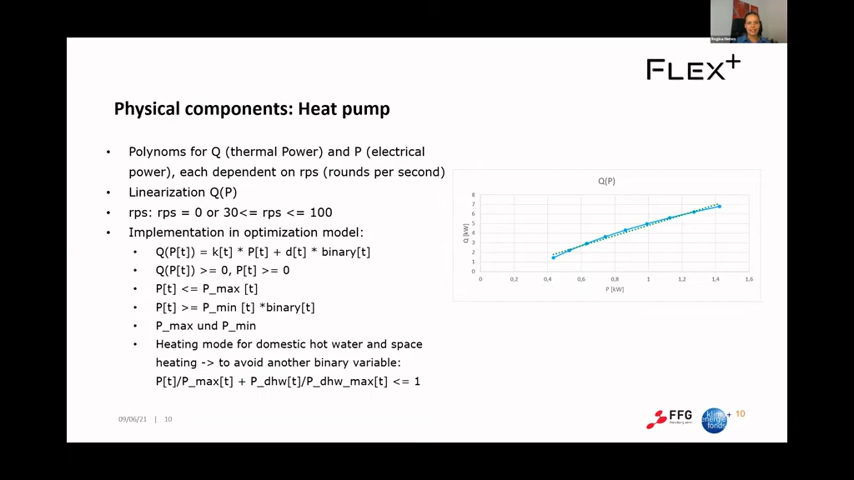 FLEX+
Physical components: Heat pump
• Polynoms for Q (thermal Power) and P (electrical
power), each dependent on rps (rounds per second)
• Linearization Q(P)
• rps: rps = 0 or 30<= rps <= 100
• Implementation in optimization model:
• Q(P[t]) = k[t] * P[t] + d[t] * binary[t]
• Q(P[t]) >= 0, P[t] >= 0
• P[t] <= P_max [t]
• P[t] >= P_min [t] *binary[t]
• P_max und P_min
• Heating mode for domestic hot water and space
heating -> to avoid another binary variable:
P[t]/P_max[t] + P_dhw[t]/P_dhw_max[t] <= 1
Q(P)
Q [kW]
8
7
6
5
4
3
2
1
0
0 0,2 0,4 0,6 0,8 1 1,2 1,4 1,6
P [kW]
09/06/21 | 10
FFG
klima
energie
fonds
10